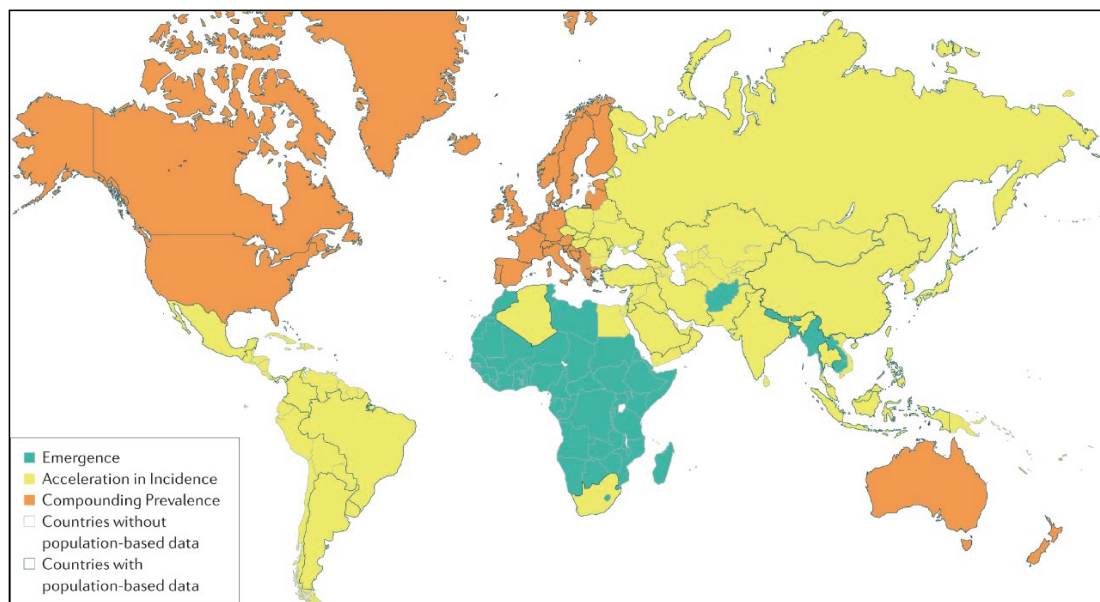 Emergence
Acceleration in Incidence
Compounding Prevalence
Countries without
population-based data
Countries with
population-based data